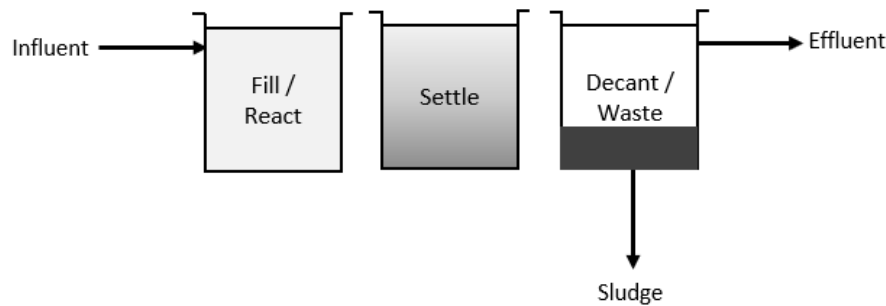 Influent
Fill /
React
Settle
Decant /
Waste
Effluent
Sludge